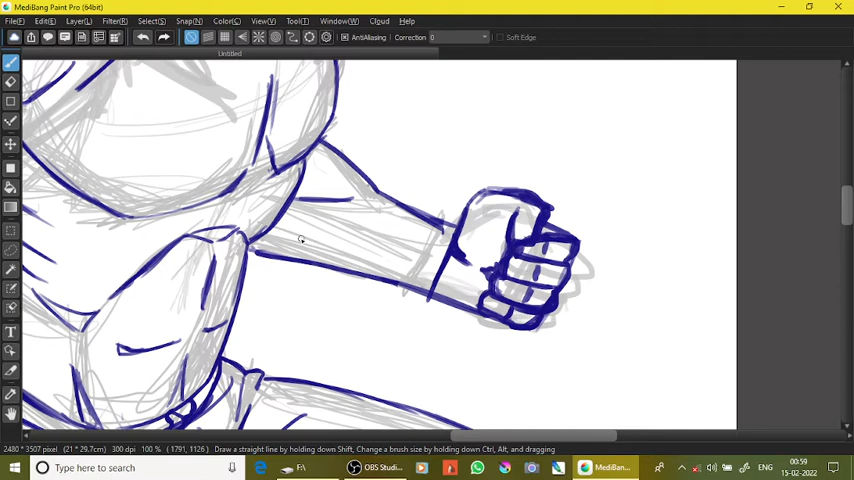 MediBang Paint Pro (64bit)
File(F) Edit(E) Layer(L) Filter(R) Select(S) Snap(N) Color(C) View(V) Tool(T) Window(W) Cloud Help
AntiAliasing Correction 0 Soft Edge
Untitled
2480 * 3507 pixel (21 * 29.7cm) 300 dpi 100 % (1791, 1126) Draw a straight line by holding down Shift, Change a brush size by holding down Ctrl, Alt, and dragging
Type here to search F:\ OBS Studi... MediBa... ENG 00:59
15-02-2022